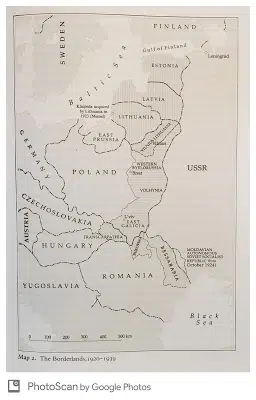 SWEDEN
FINLAND
Gulf of Finland
Leningrad
ESTONIA
Baltic Sea
LATVIA
Klaipeda acquired
by Lithuania in
1923 (Memel)
LITHUANIA
EAST
PRUSSIA
GERMANY
WESTERN
BYELORUSSIA
Brest
USSR
POLAND
VOLHYNIA
CZECHOSLOVAKIA
Lvov
EAST
GALICIA
TRANSCARPATHIA
AUSTRIA
HUNGARY
BESSARABIA
MOLDAVIAN
AUTONOMOUS
SOVIET SOCIALIST
REPUBLIC (from
October 1924)
ROMANIA
YUGOSLAVIA
Black
Sea
0 100 200 300 400 500 km
Map 2. The Borderlands, 1920–1939
PhotoScan by Google Photos